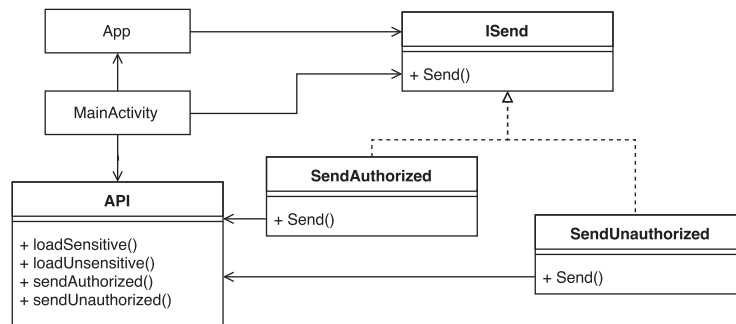 App
ISend
+ Send()
MainActivity
SendAuthorized
+ Send()
API
+ loadSensitive()
+ loadUnsensitive()
+ sendAuthorized()
+ sendUnauthorized()
SendUnauthorized
+ Send()